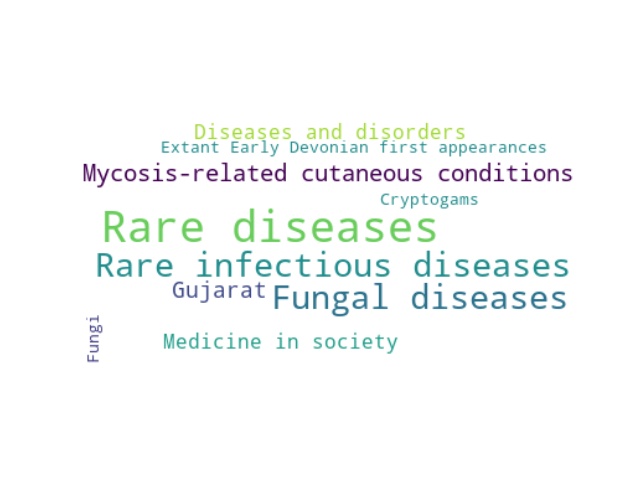 Diseases and disorders
Extant Early Devonian first appearances
Mycosis-related cutaneous conditions
Cryptogams
Rare diseases
Rare infectious diseases
Gujarat
Fungal diseases
Fungi
Medicine in society